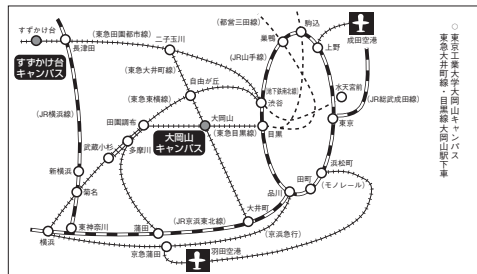 ○東京工業大学大岡山キャンパス
東急大井町線・目黒線大岡山駅下車
すずかけ台
(東急田園都市線)
長津田
すずかけ台
キャンパス
二子玉川
(東急大井町線)
自由が丘
(東急東横線)
(都営三田線)
巣鴨
駒込
(JR山手線)
上野
成田空港
渋谷
水天宮前
(JR総武成田線)
東京
(JR横浜線)
田園調布
大岡山
大岡山
キャンパス
(東急目黒線)
目黒
武蔵小杉
多摩川
浜松町
(モノレール)
田町
品川
新横浜
菊名
大井町
(JR京浜東北線)
(京浜急行)
横浜
東神奈川
蒲田
京急蒲田
羽田空港